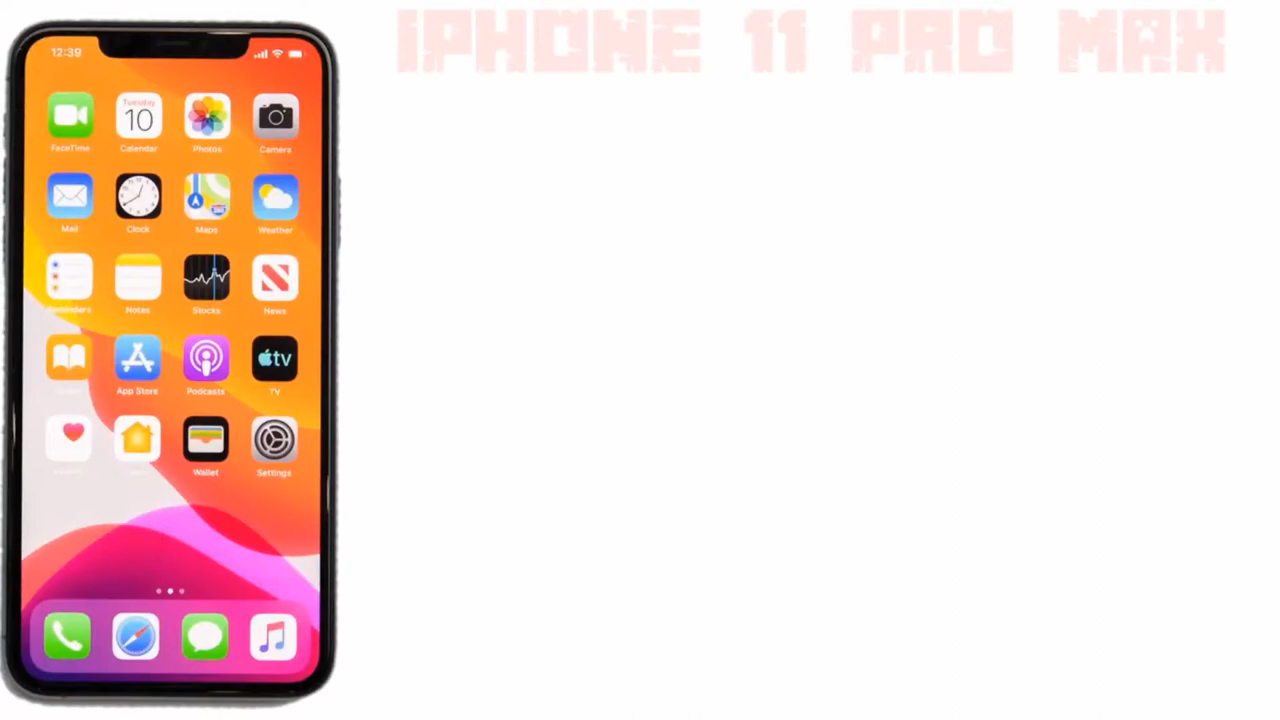 IPHONE 11 PRO MAX
12:39
Tuesday
10
FaceTime Calendar Photos Camera
Mail Clock Maps Weather
Reminders Notes Stocks News
tv
App Store Podcasts TV
Wallet Settings